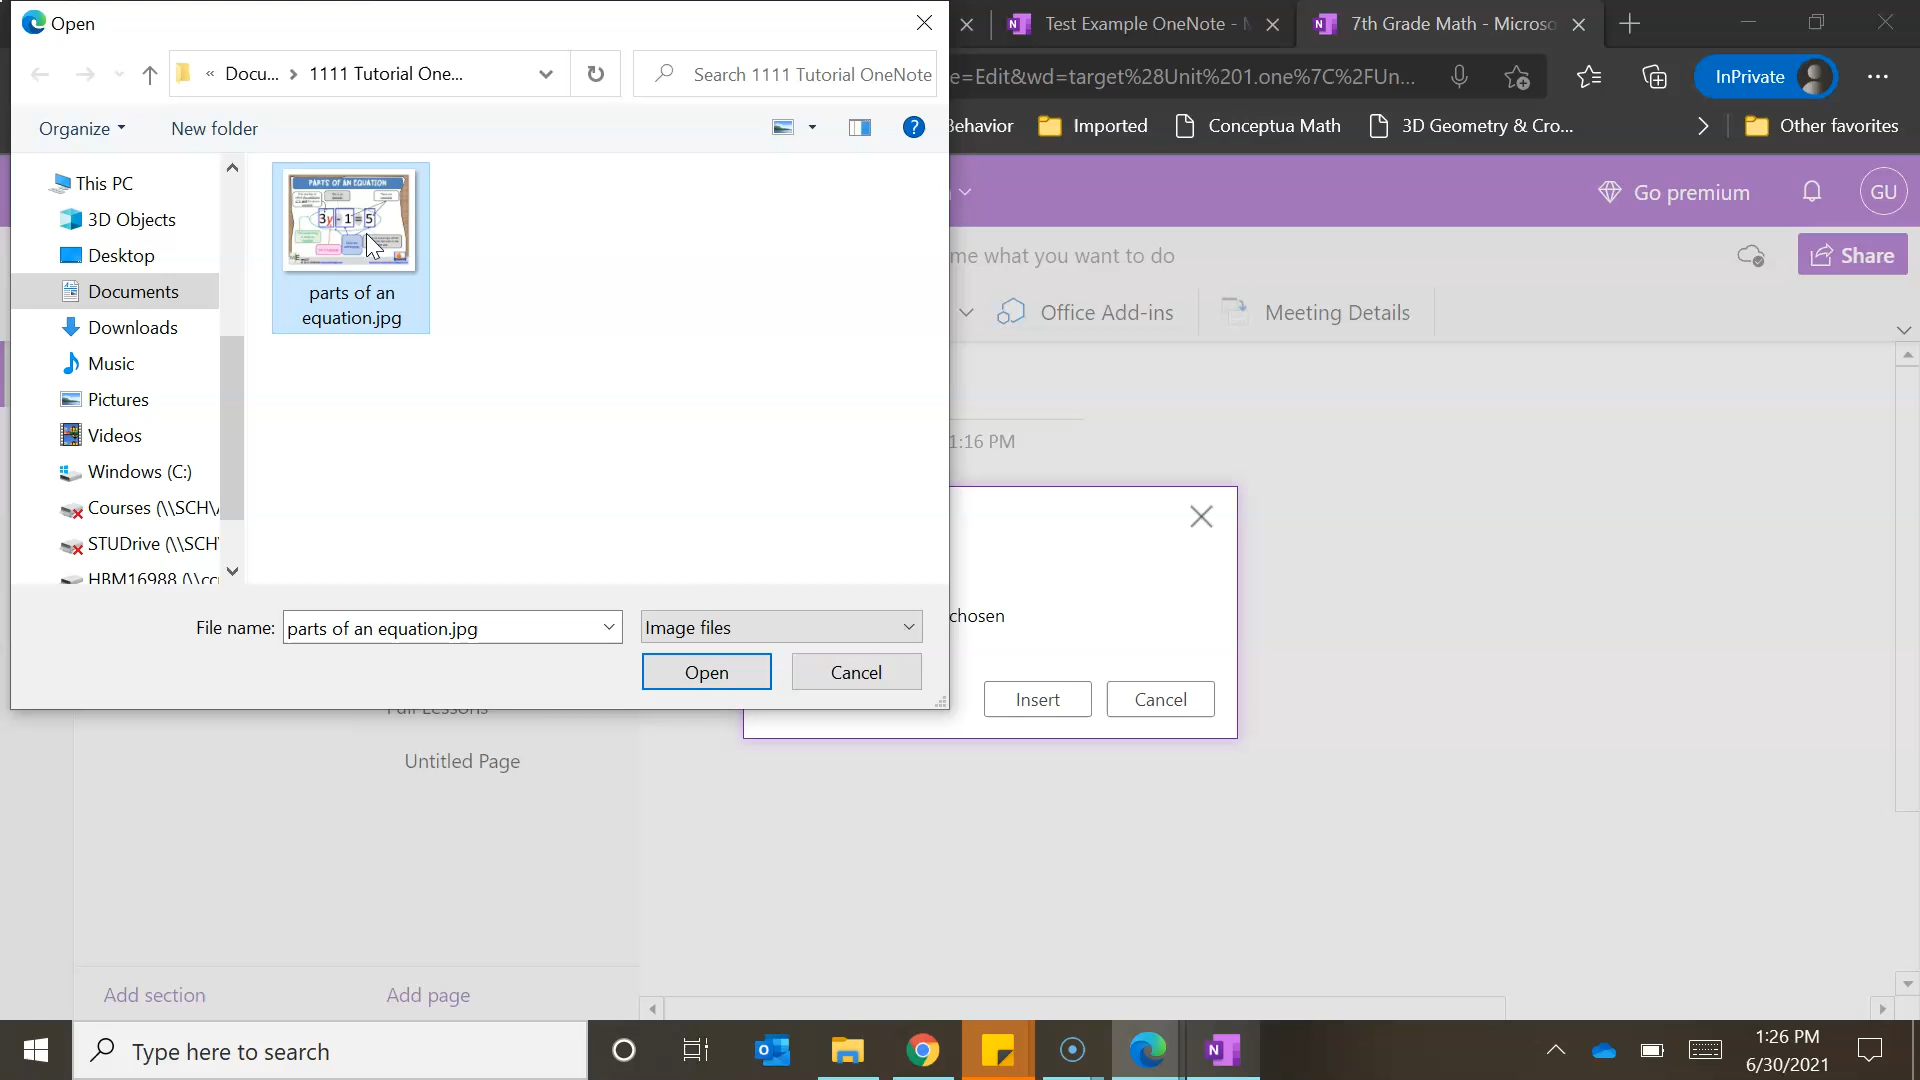 Open
Test Example OneNote - M
7th Grade Math - Microso
« Docu... > 1111 Tutorial One...
Search 1111 Tutorial OneNote
e=Edit&wd=target%28Unit%201.one%7C%2FUn...
InPrivate
Organize
New folder
Behavior
Imported
Conceptua Math
3D Geometry & Cro...
Other favorites
This PC
3D Objects
Desktop
Documents
Downloads
Music
Pictures
Videos
Windows (C:)
Courses (\\SCH\
STUDrive (\\SCH
HBM16988 (\\cc
PARTS OF AN EQUATION
3y - 1 = 5
parts of an
equation.jpg
Go premium
GU
me what you want to do
Share
Office Add-ins
Meeting Details
1:16 PM
File name:
parts of an equation.jpg
Image files
Open
Cancel
chosen
Insert
Cancel
Full Lessons
Untitled Page
Add section
Add page
Type here to search
1:26 PM
6/30/2021